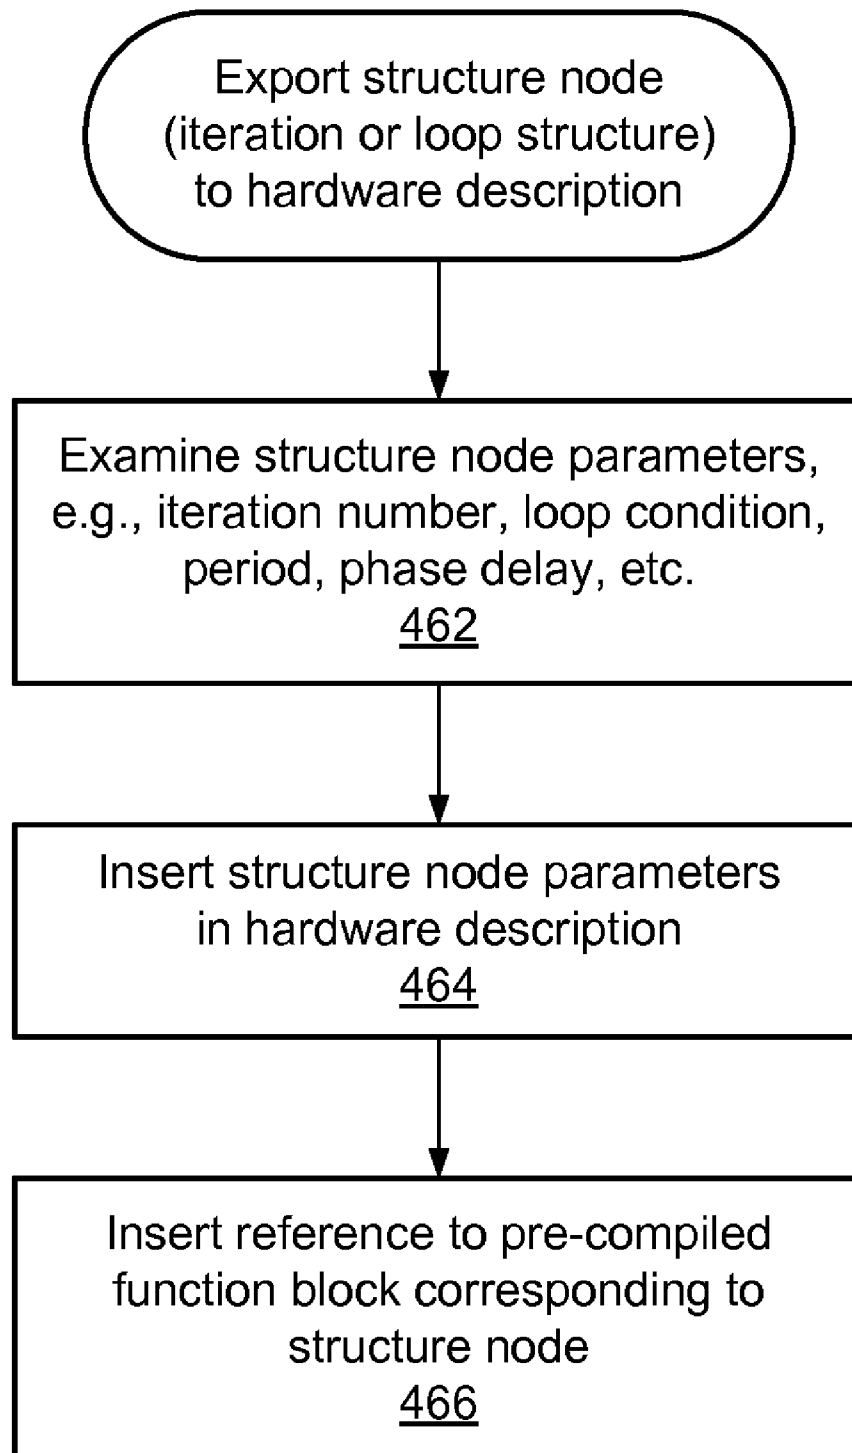 Export structure node
(iteration or loop structure)
to hardware description
Examine structure node parameters,
e.g., iteration number, loop condition,
period, phase delay, etc.
462
Insert structure node parameters
in hardware description
464
Insert reference to pre-compiled
function block corresponding to
structure node
466